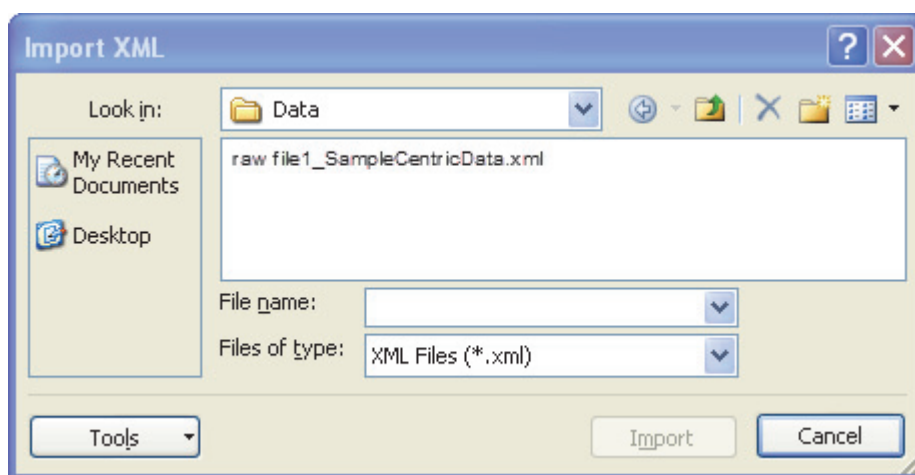 Import XML
Look in:
Data
My Recent
Documents
Desktop
raw file1_SampleCentricData.xml
File name:
Files of type:
XML Files (*.xml)
Tools
Import
Cancel